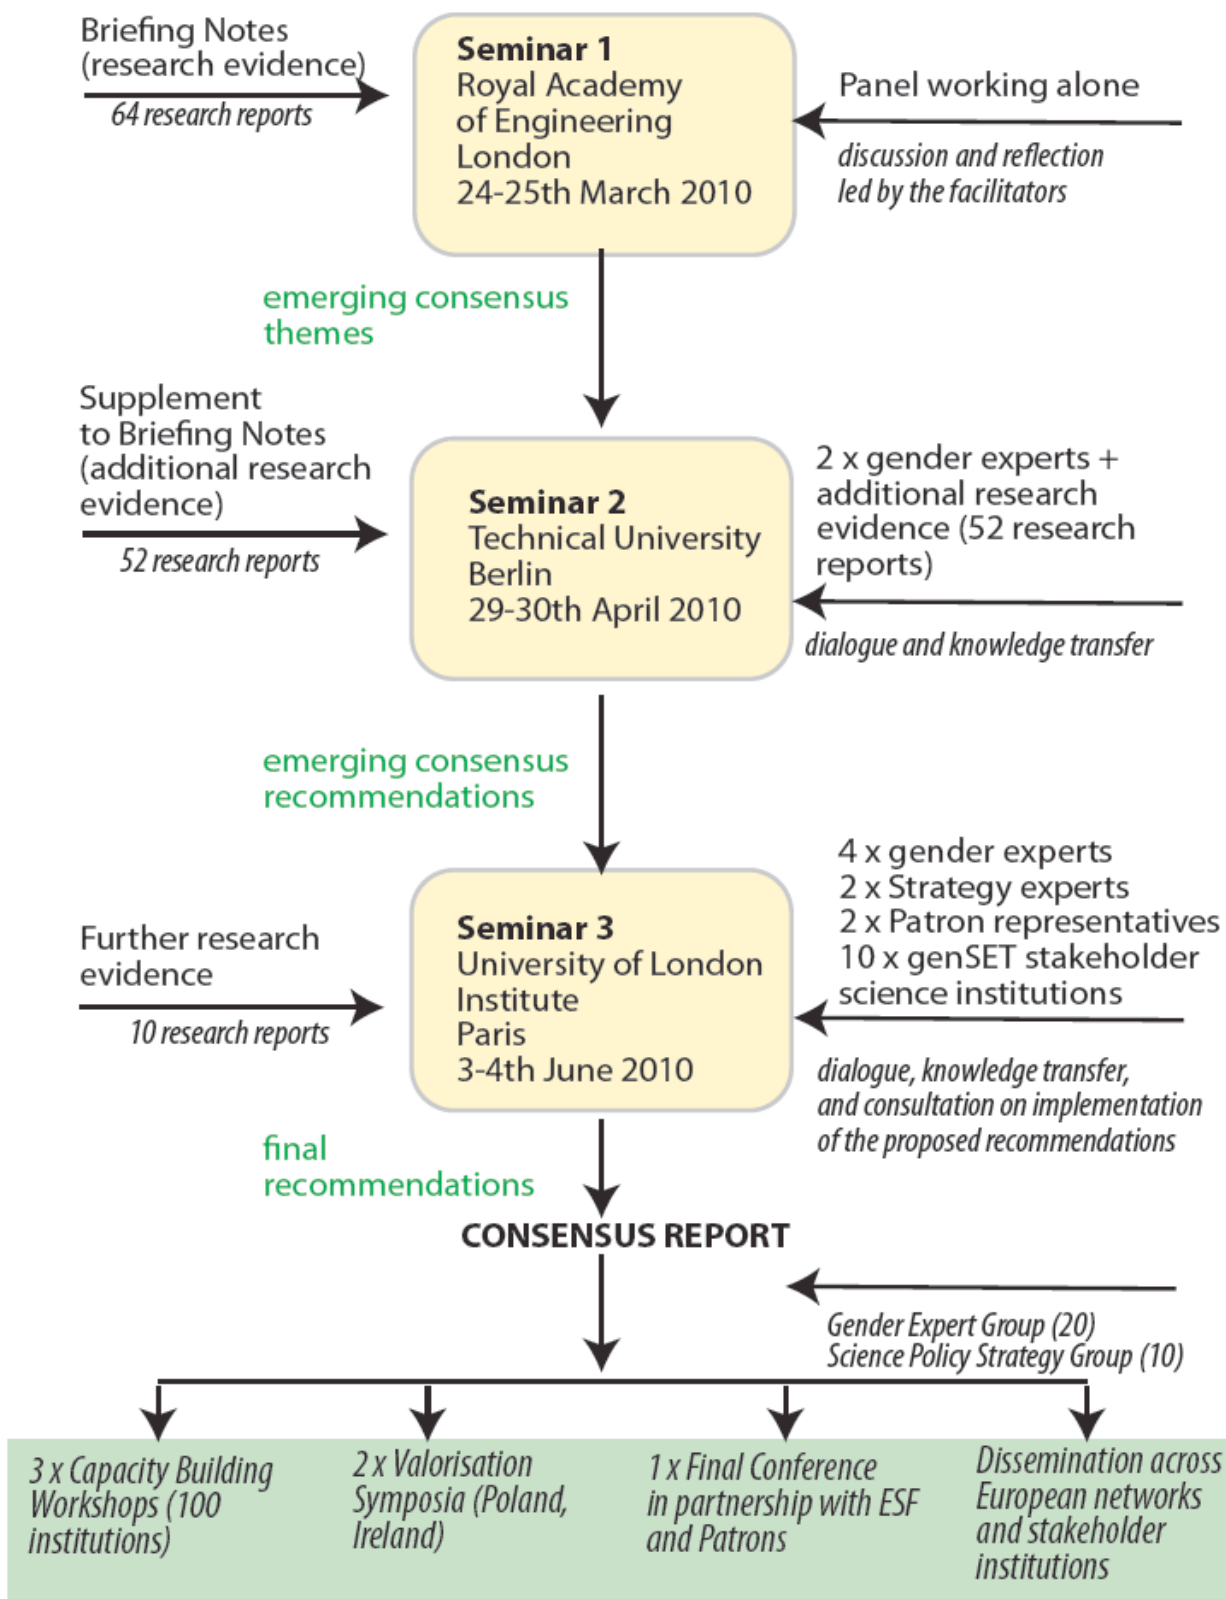 Briefing Notes
(research evidence)
64 research reports
Seminar 1
Royal Academy
of Engineering
London
24-25th March 2010
Panel working alone
discussion and reflection
led by the facilitators
emerging consensus
themes
Supplement
to Briefing Notes
(additional research
evidence)
52 research reports
Seminar 2
Technical University
Berlin
29-30th April 2010
2 x gender experts +
additional research
evidence (52 research
reports)
dialogue and knowledge transfer
emerging consensus
recommendations
Further research
evidence
10 research reports
Seminar 3
University of London
Institute
Paris
3-4th June 2010
4 x gender experts
2 x Strategy experts
2 x Patron representatives
10 x genSET stakeholder
science institutions
dialogue, knowledge transfer,
and consultation on implementation
of the proposed recommendations
final
recommendations
CONSENSUS REPORT
Gender Expert Group (20)
Science Policy Strategy Group (10)
3 x Capacity Building
Workshops (100
institutions)
2 x Valorisation
Symposia (Poland,
Ireland)
1 x Final Conference
in partnership with ESF
and Patrons
Dissemination across
European networks
and stakeholder
institutions